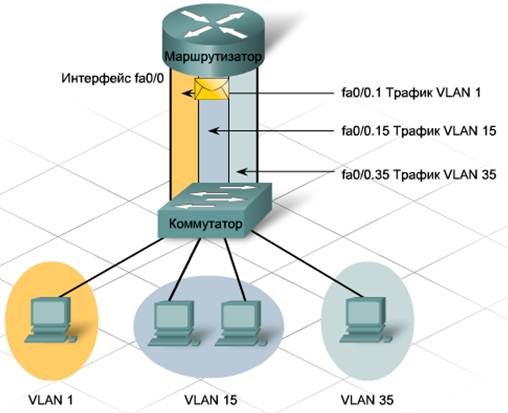 Маршрутизатор
Интерфейс fa0/0
fa0/0.1 Трафик VLAN 1
fa0/0.15 Трафик VLAN 15
fa0/0.35 Трафик VLAN 35
Коммутатор
VLAN 1
VLAN 15
VLAN 35